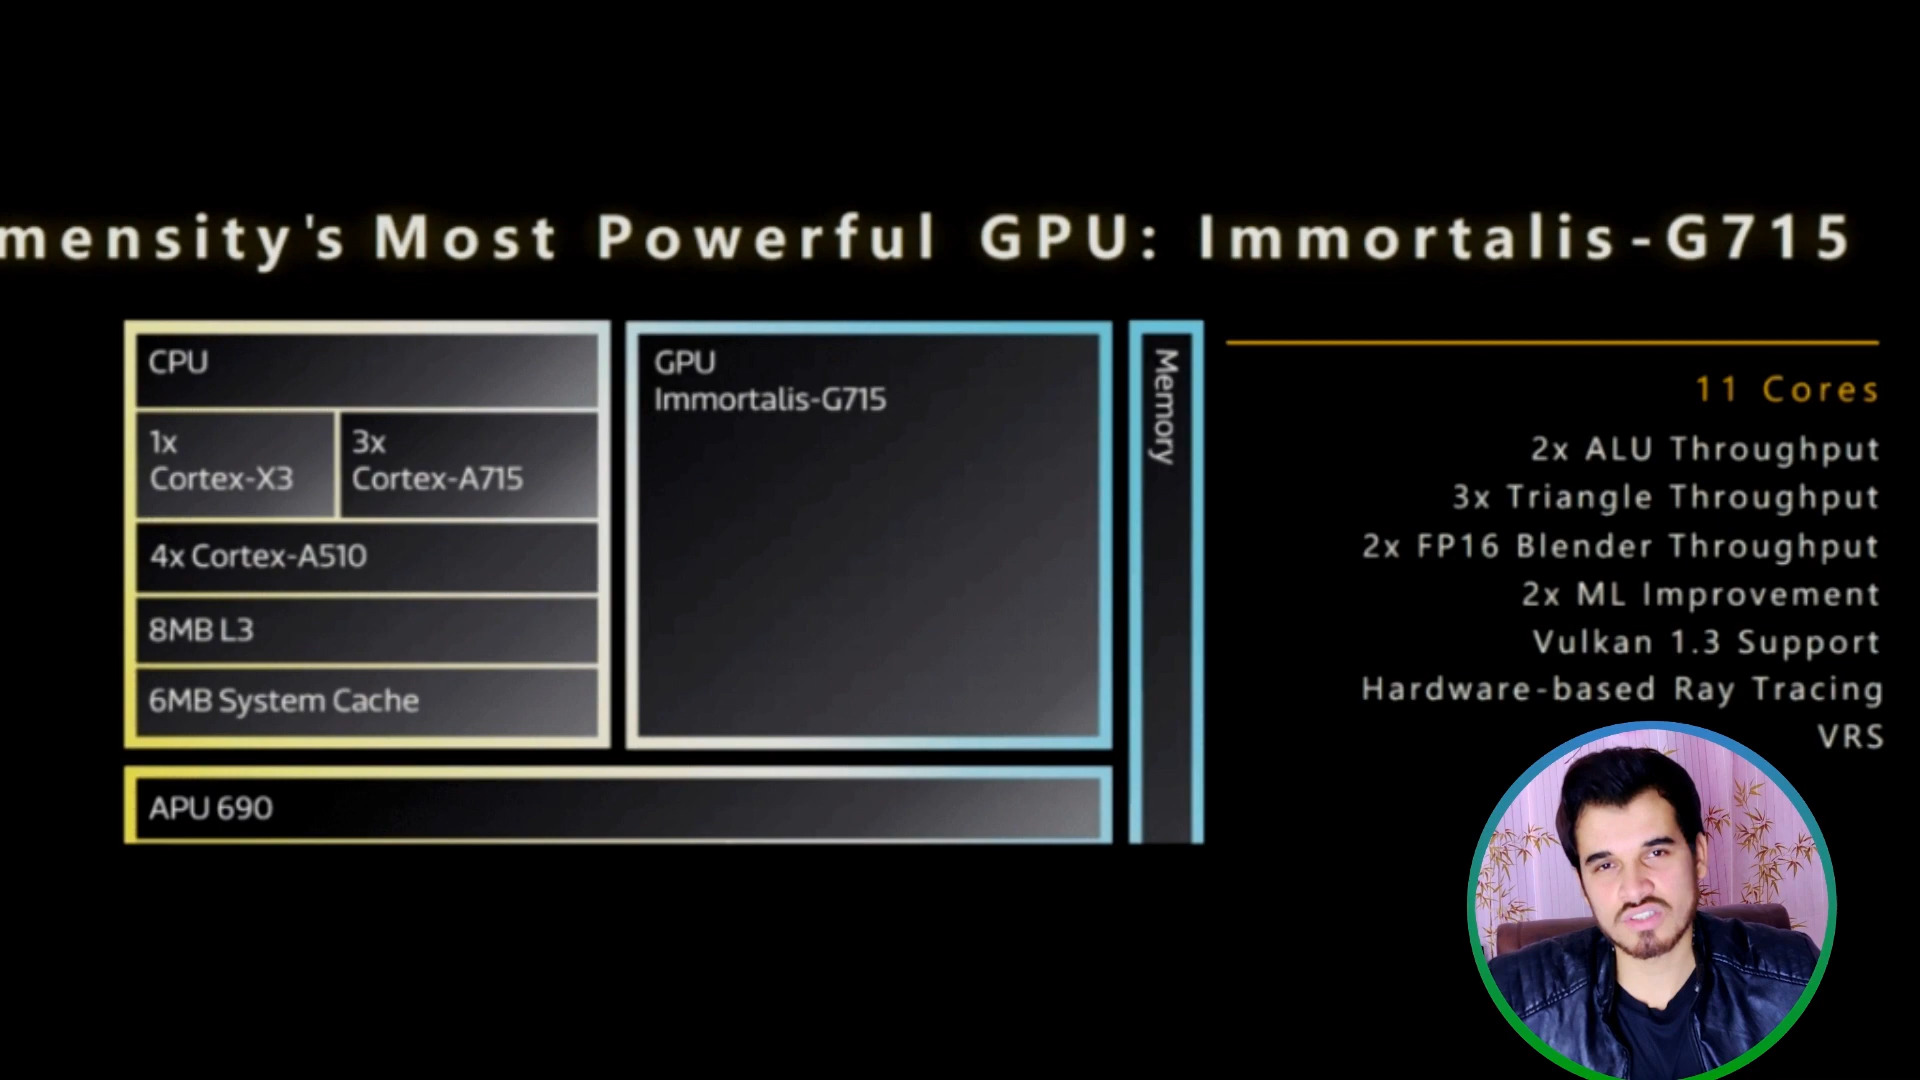 mensity's Most Powerful GPU: Immortalis-G715
CPU
1x
Cortex-X3
3x
Cortex-A715
4x Cortex-A510
8MB L3
6MB System Cache
GPU
Immortalis-G715
Memory
APU 690
11 Cores
2x ALU Throughput
3x Triangle Throughput
2x FP16 Blender Throughput
2x ML Improvement
Vulkan 1.3 Support
Hardware-based Ray Tracing
VRS